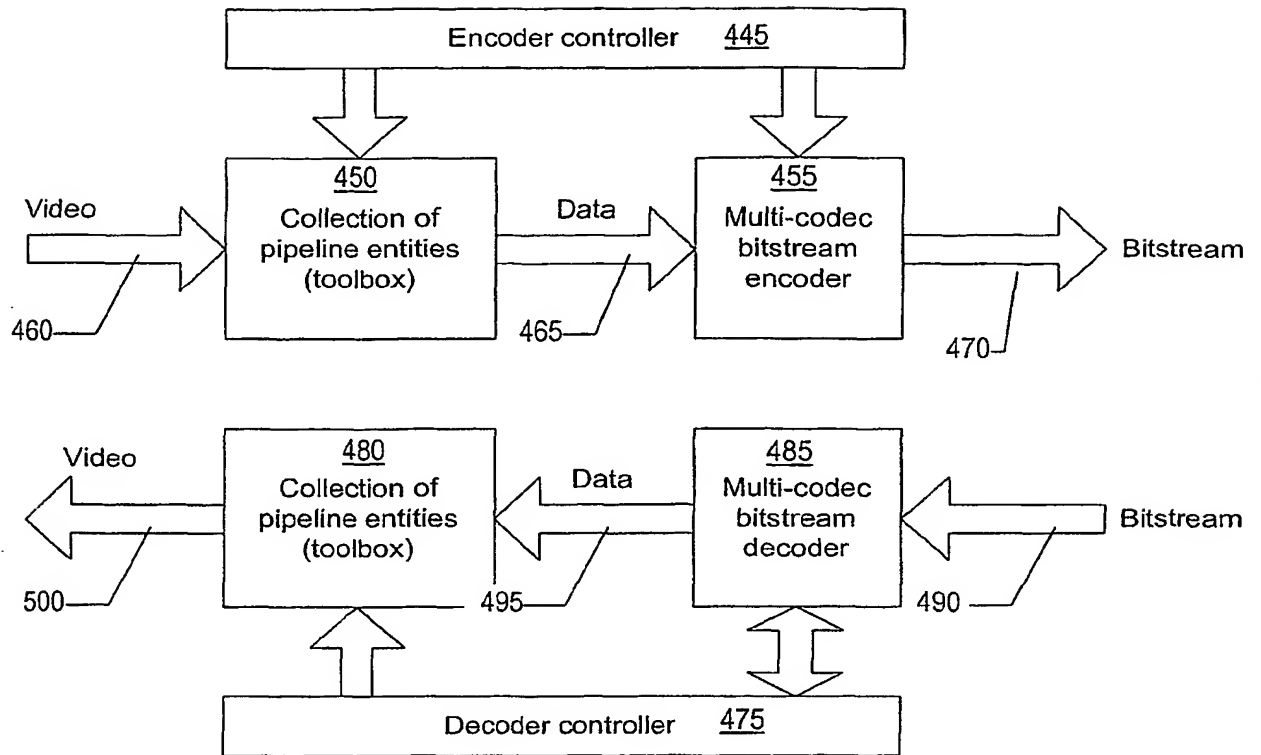 Encoder controller 445
450
Collection of
pipeline entities
(toolbox)
455
Multi-codec
bitstream
encoder
Video
Data
Bitstream
460
465
470
Video
480
Collection of
pipeline entities
(toolbox)
Data
485
Multi-codec
bitstream
decoder
Bitstream
500
495
490
Decoder controller 475